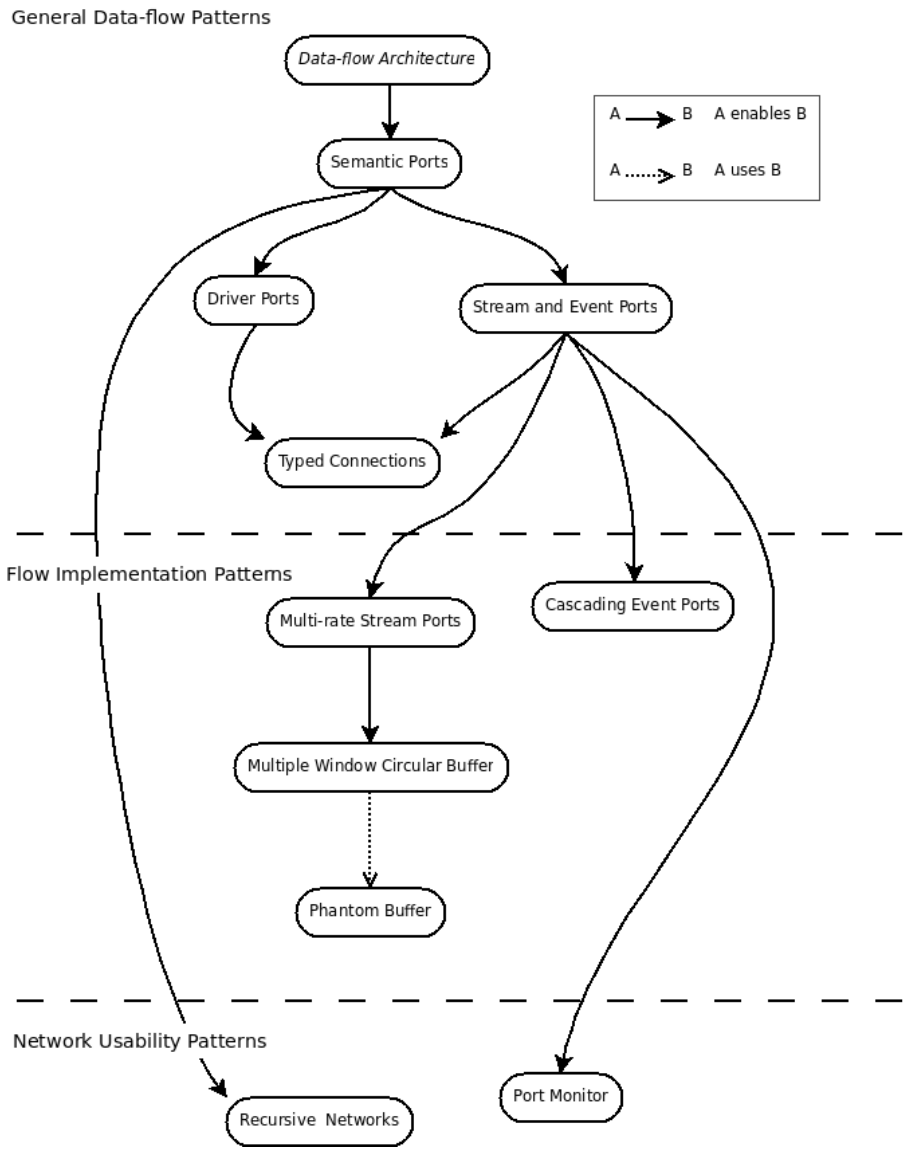 General Data-flow Patterns
Data-flow Architecture
A B A enables B
Semantic Ports
A B A uses B
Driver Ports
Stream and Event Ports
Typed Connections
Flow Implementation Patterns
Cascading Event Ports
Multi-rate Stream Ports
Multiple Window Circular Buffer
Phantom Buffer
Network Usability Patterns
Port Monitor
Recursive Networks